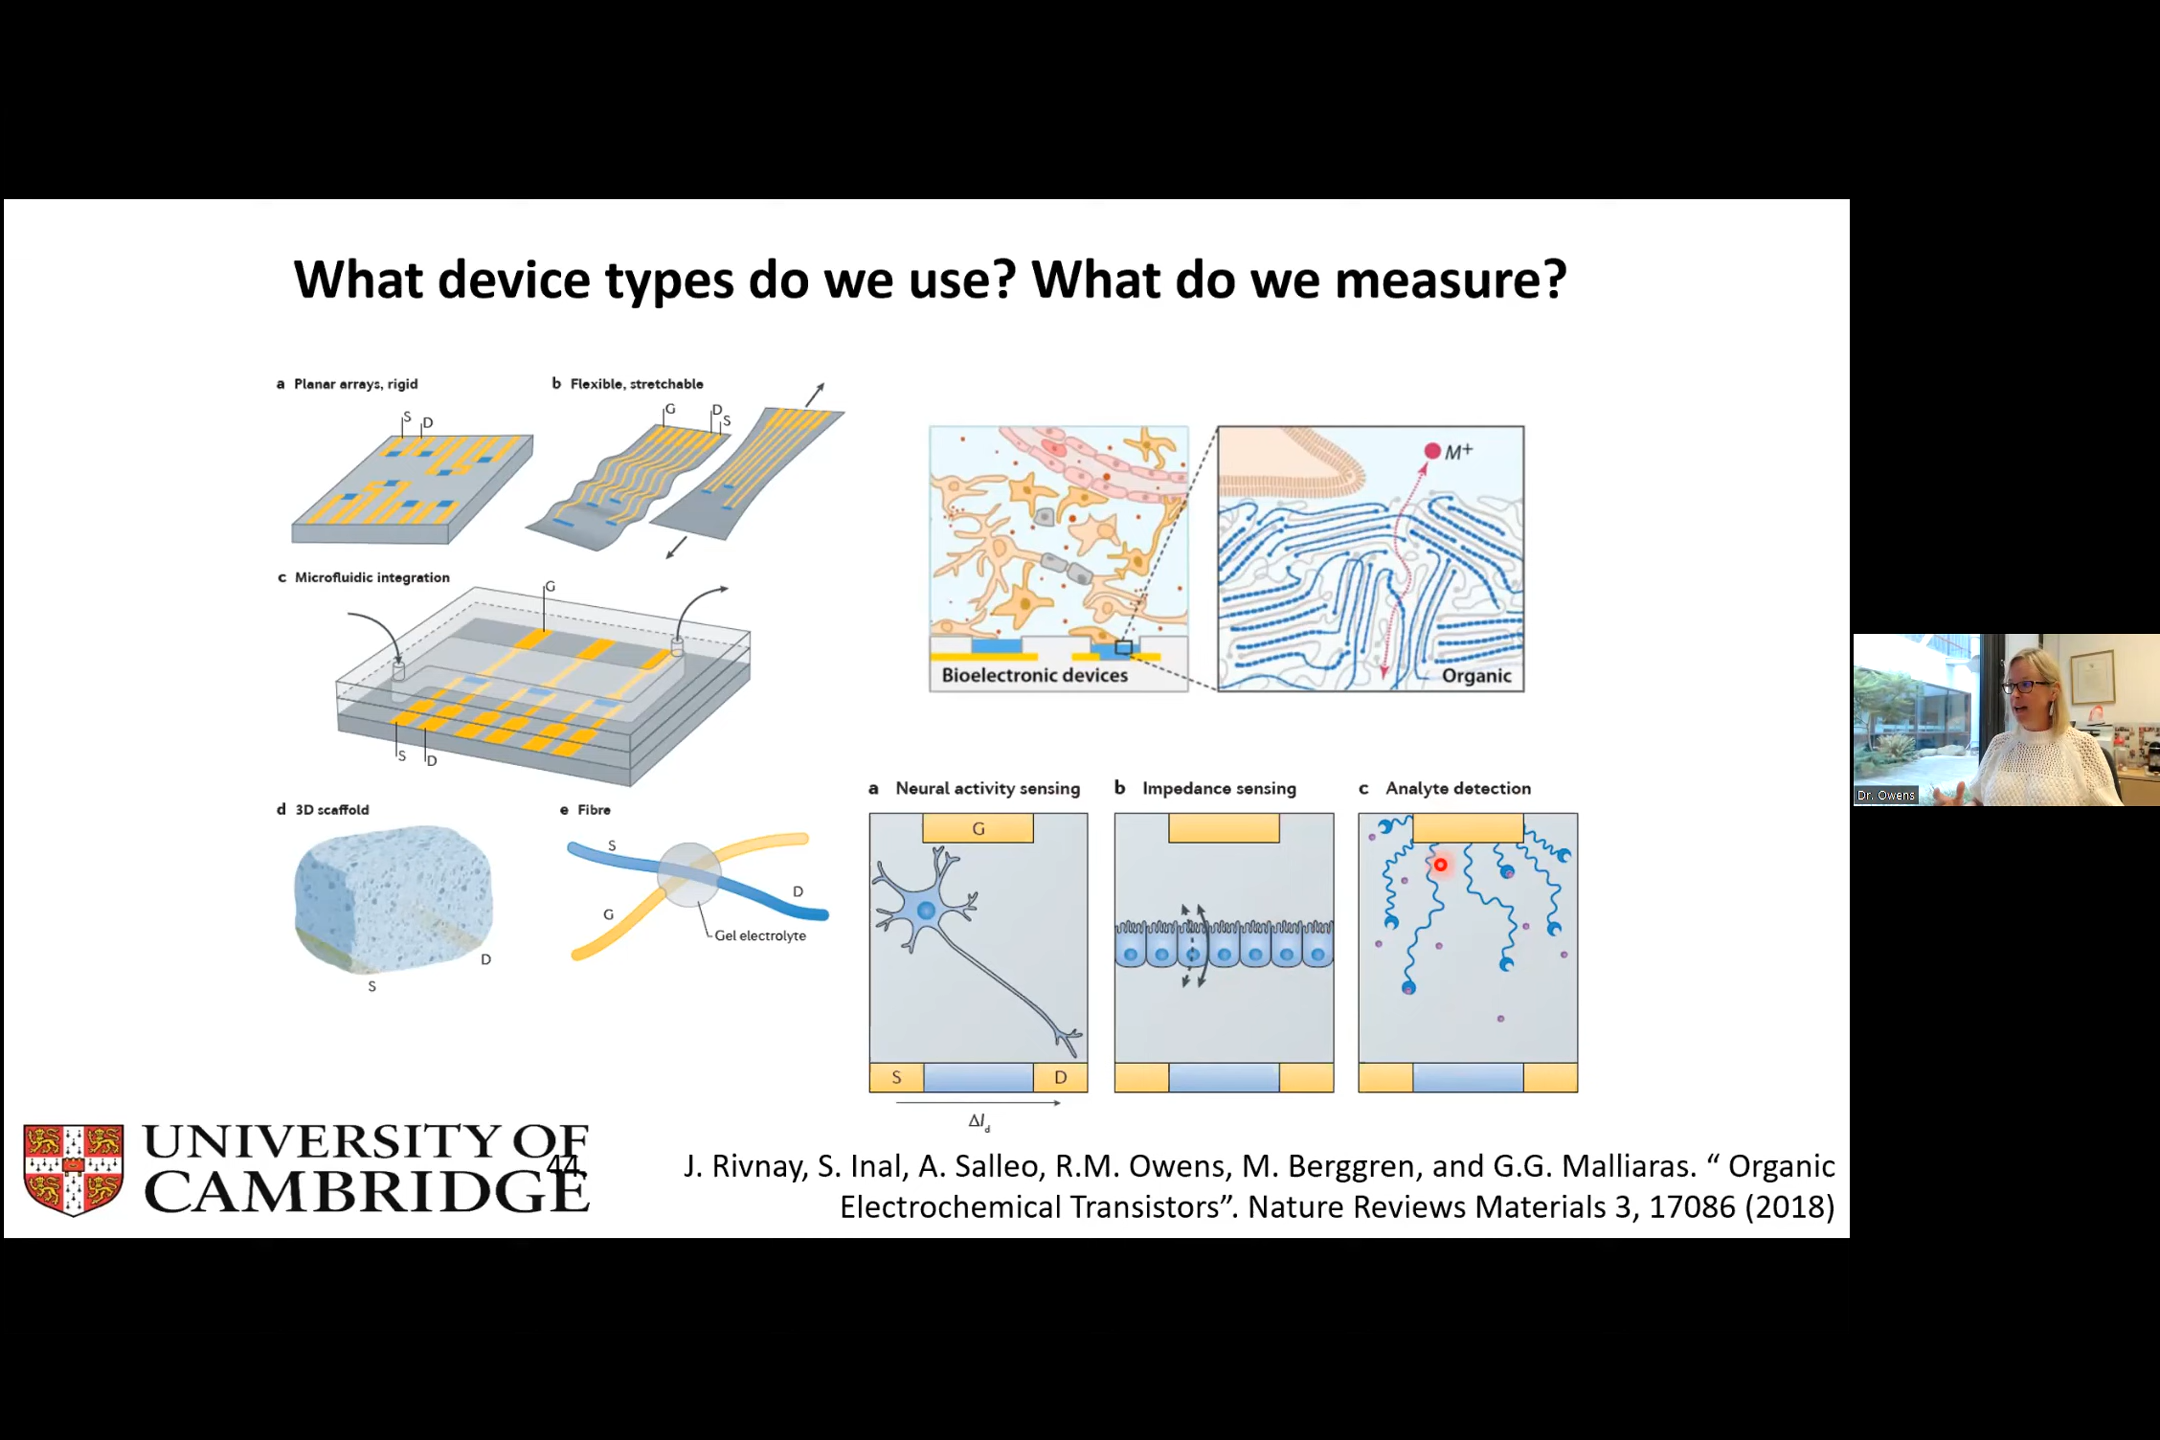 What device types do we use? What do we measure?
a Planar arrays, rigid
S D
b Flexible, stretchable
G D S
c Microfluidic integration
G
S D
d 3D scaffold
D
S
e Fibre
S
D
G
Gel electrolyte
Bioelectronic devices
M+
Organic
a Neural activity sensing
G
S D
ΔId
b Impedance sensing
c Analyte detection
UNIVERSITY OF
CAMBRIDGE
44
J. Rivnay, S. Inal, A. Salleo, R.M. Owens, M. Berggren, and G.G. Malliaras. “ Organic
Electrochemical Transistors”. Nature Reviews Materials 3, 17086 (2018)
Dr. Owens